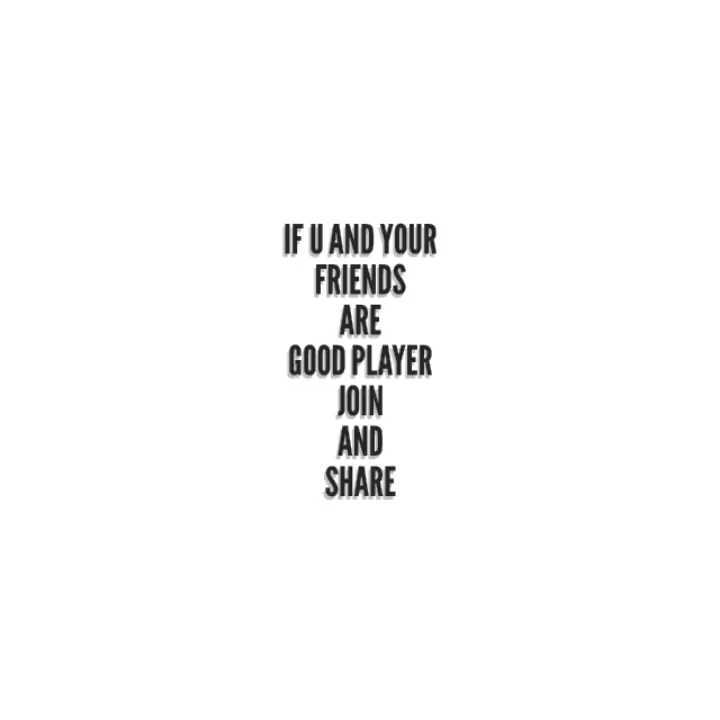 IF U AND YOUR
FRIENDS
ARE
GOOD PLAYER
JOIN
AND
SHARE